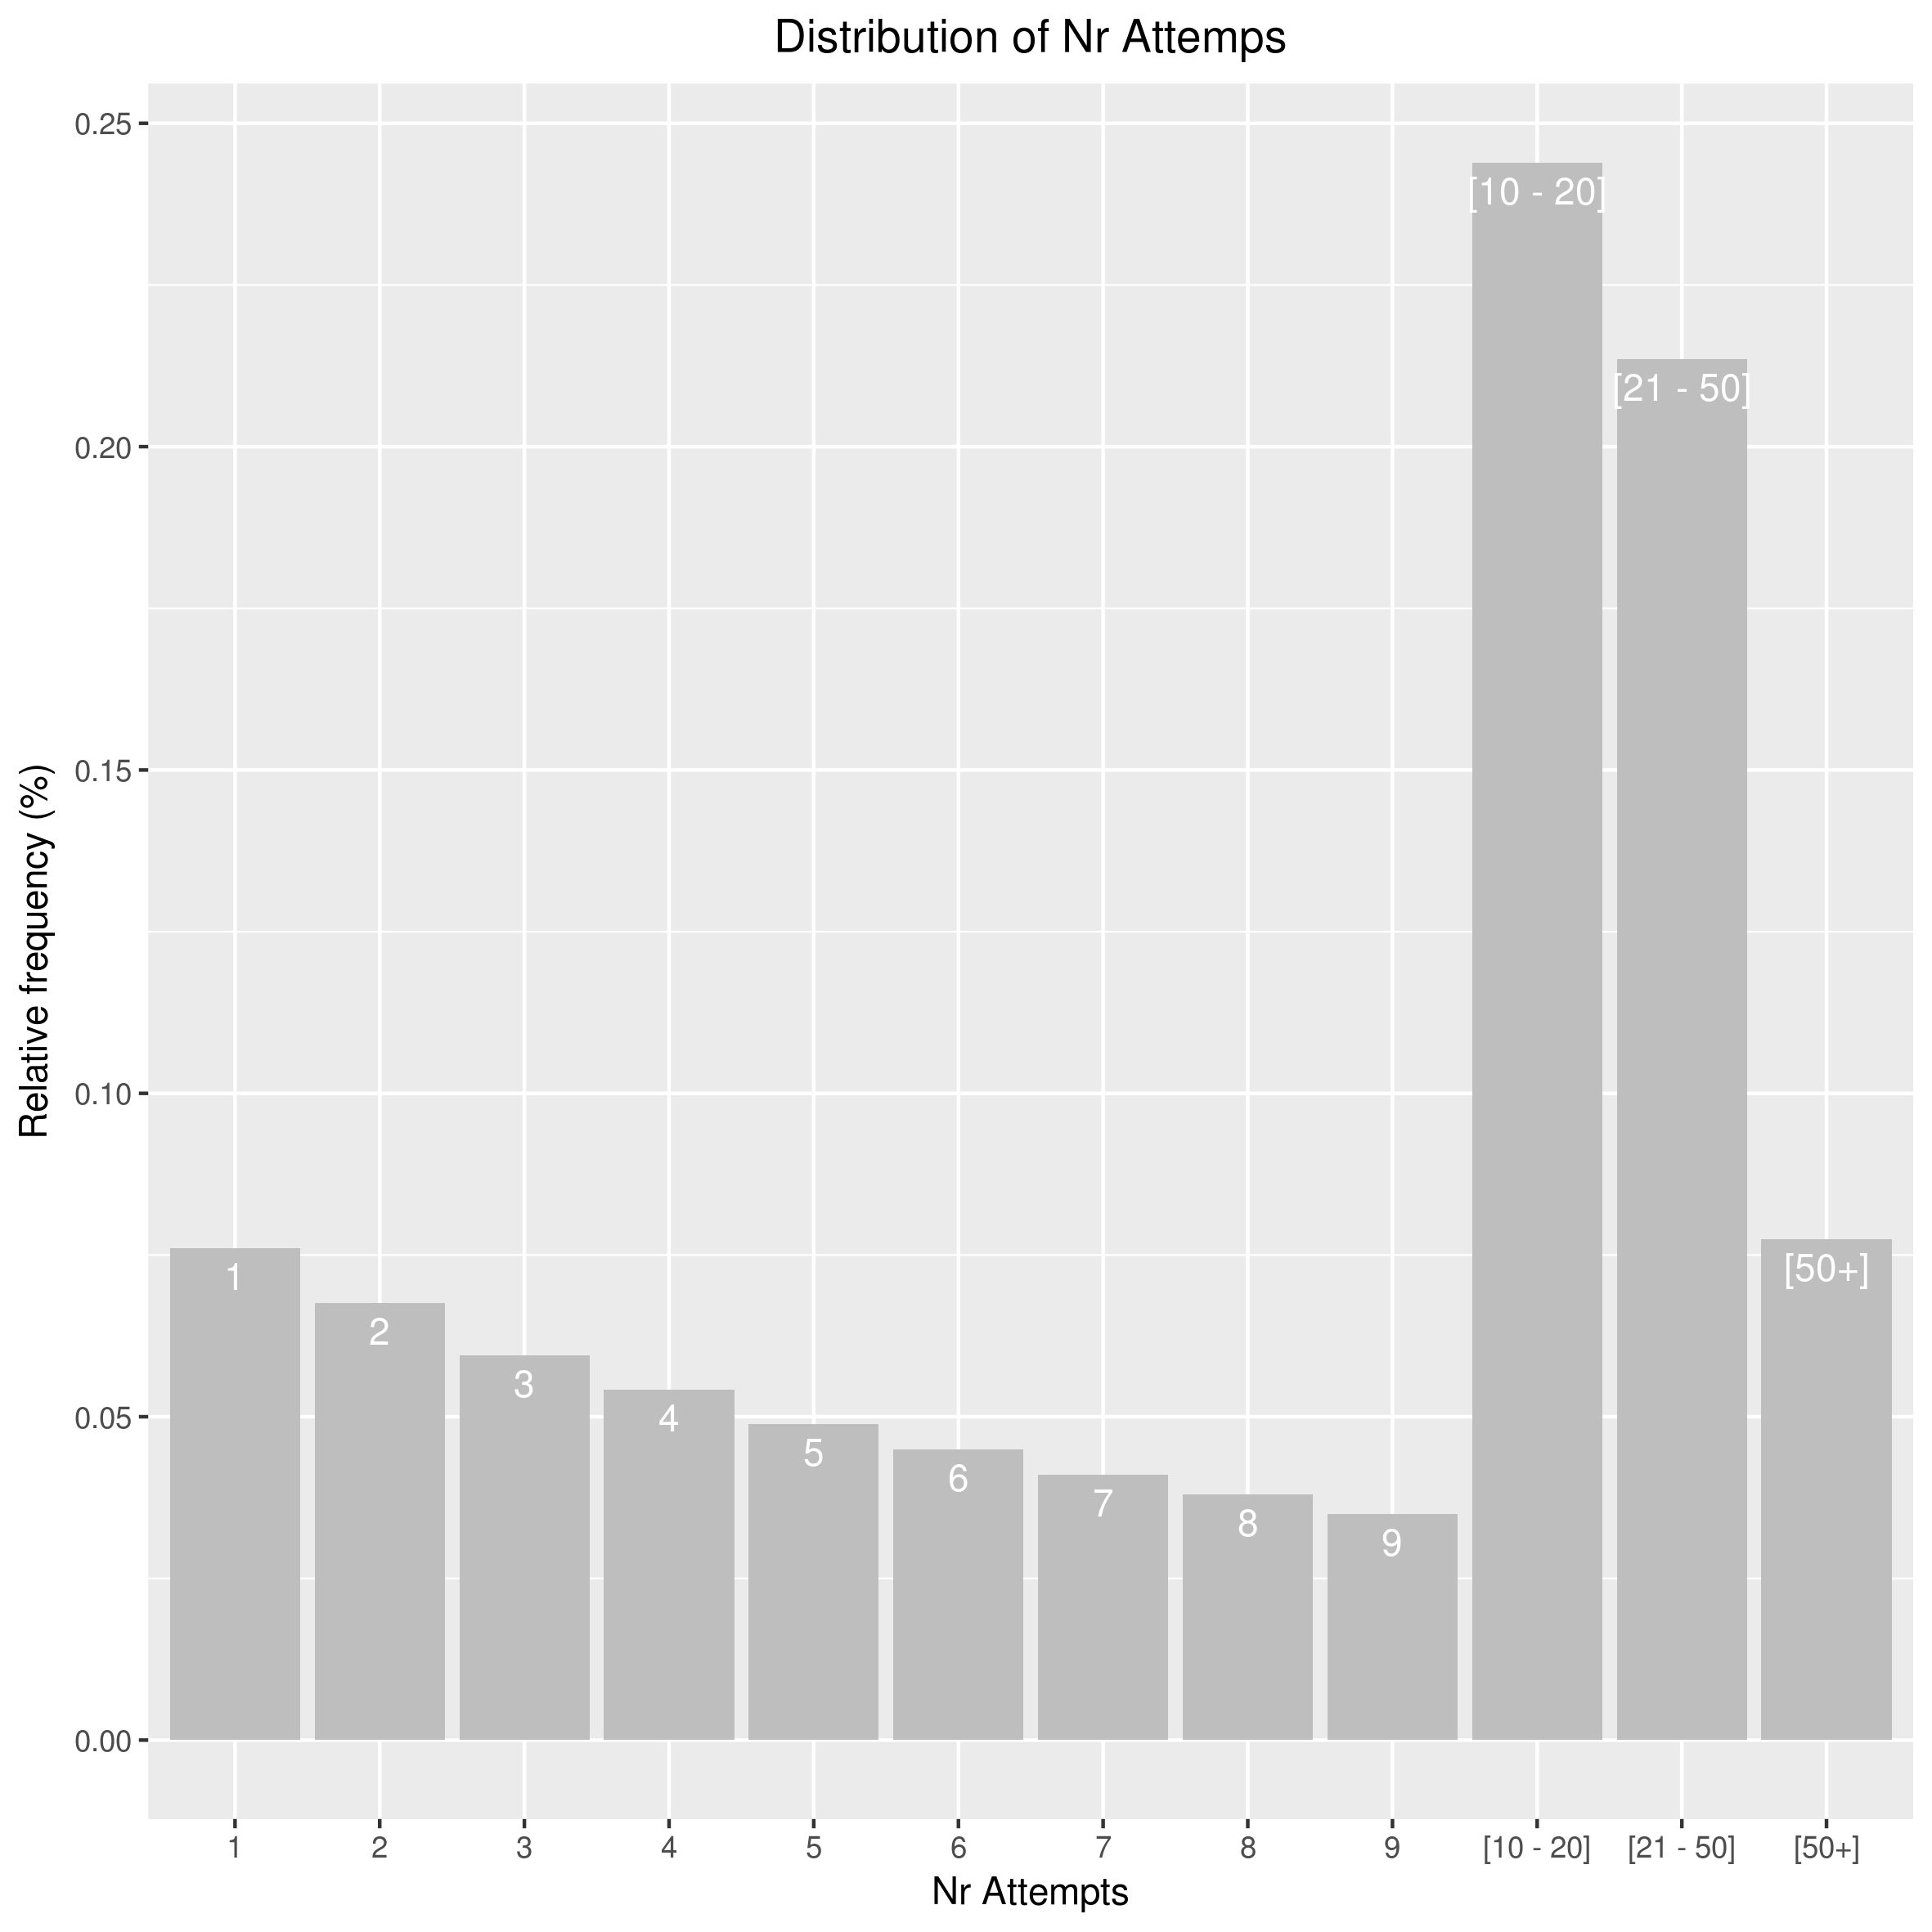 Distribution of Nr Attemps
Relative frequency (%)
0.25
0.20
0.15
0.10
0.05
0.00
1
2
3
4
5
6
7
8
9
[10 - 20]
[21 - 50]
[50+]
1 2 3 4 5 6 7 8 9 [10 - 20] [21 - 50] [50+]
Nr Attempts